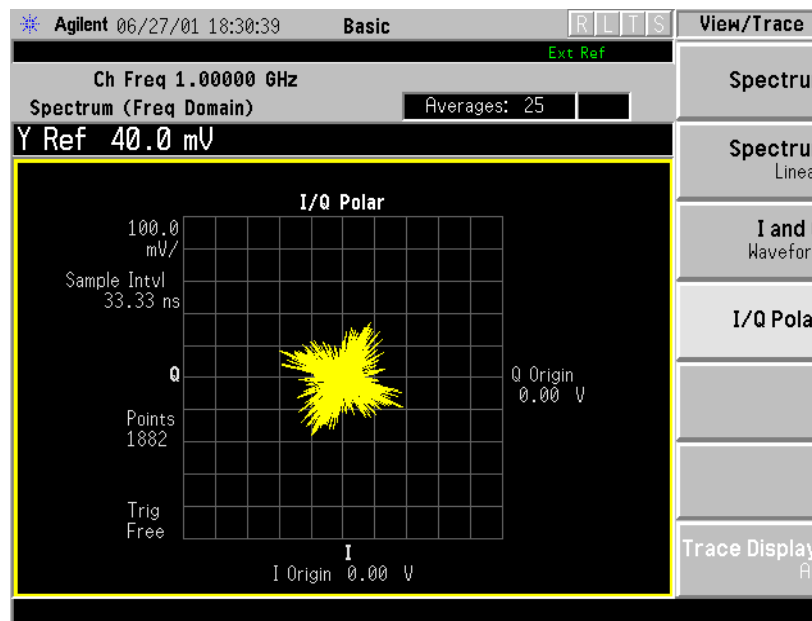 Agilent 06/27/01 18:30:39 Basic R L T S View/Trace
Ext Ref
Ch Freq 1.00000 GHz
Spectrum (Freq Domain) Averages: 25
Y Ref 40.0 mV
I/Q Polar
100.0
mV/
Sample Intvl
33.33 ns
Q
Points
1882
Trig
Free
I
I Origin 0.00 V
Q Origin
0.00 V
Spectru
Spectru
Linea
I and
Wavefor
I/Q Pola
Trace Display
A